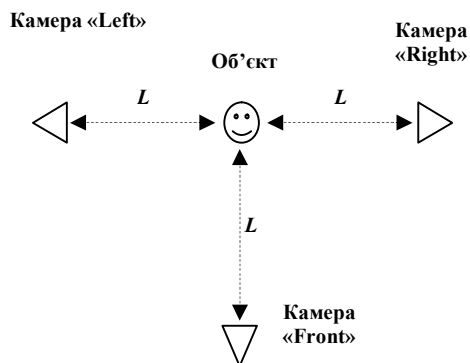 Камера «Left»
Камера
«Right»
Об’єкт
L
L
L
Камера
«Front»